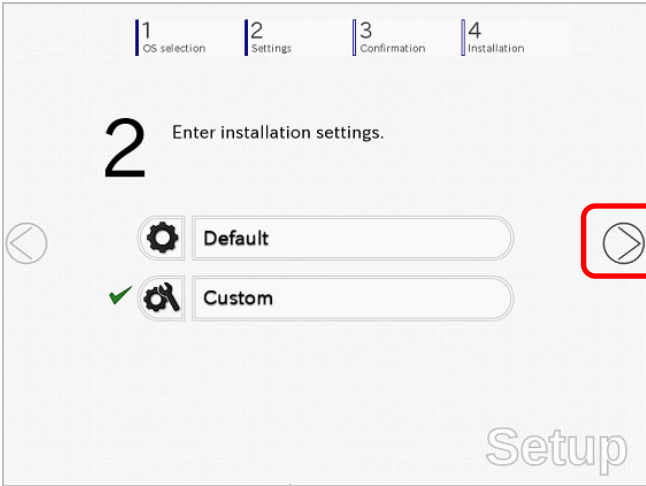 1
OS selection
2
Settings
3
Confirmation
4
Installation
2
Enter installation settings.
Default
Custom
Setup